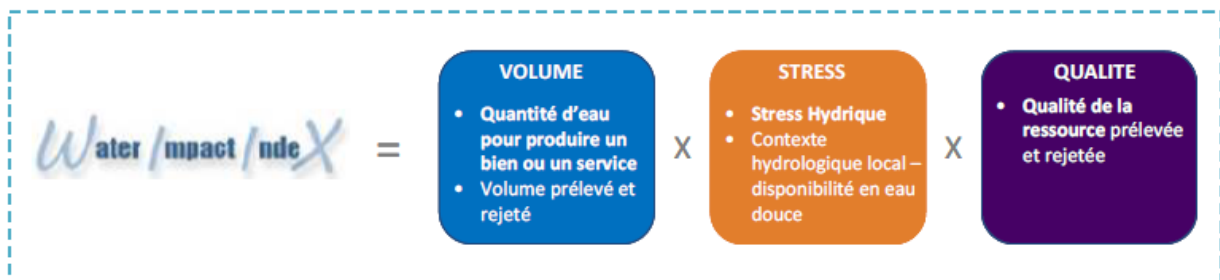 Water Impact IndeX
=
VOLUME
• Quantité d'eau
pour produire un
bien ou un service
• Volume prélevé et
rejeté
X
STRESS
• Stress Hydrique
• Contexte
hydrologique local –
disponibilité en eau
douce
X
QUALITE
• Qualité de la
ressource prélevée
et rejetée